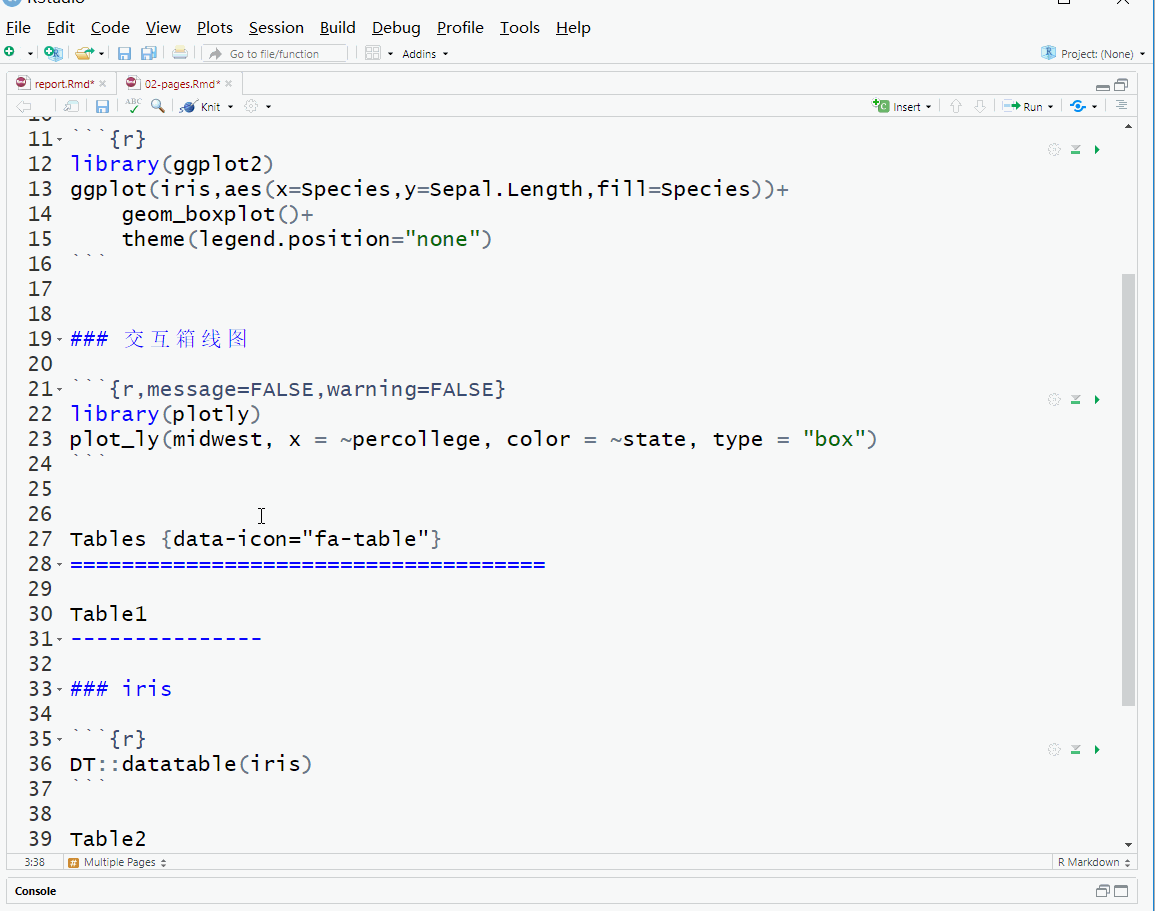 RStudio
File Edit Code View Plots Session Build Debug Profile Tools Help
Go to file/function Addins Project: (None)
report.Rmd* 02-pages.Rmd*
ABC Knit Insert Run
10
11 ```{r}
12 library(ggplot2)
13 ggplot(iris,aes(x=Species,y=Sepal.Length,fill=Species))+
14 geom_boxplot()+
15 theme(legend.position="none")
16 ```
17
18
19 ### 交互箱线图
20
21 ```{r,message=FALSE,warning=FALSE}
22 library(plotly)
23 plot_ly(midwest, x = ~percollege, color = ~state, type = "box")
24 ```
25
26
27 Tables {data-icon="fa-table"}
28 =====================================
29
30 Table1
31 ---------------
32
33 ### iris
34
35 ```{r}
36 DT::datatable(iris)
37 ```
38
39 Table2
3:38 # Multiple Pages R Markdown
Console